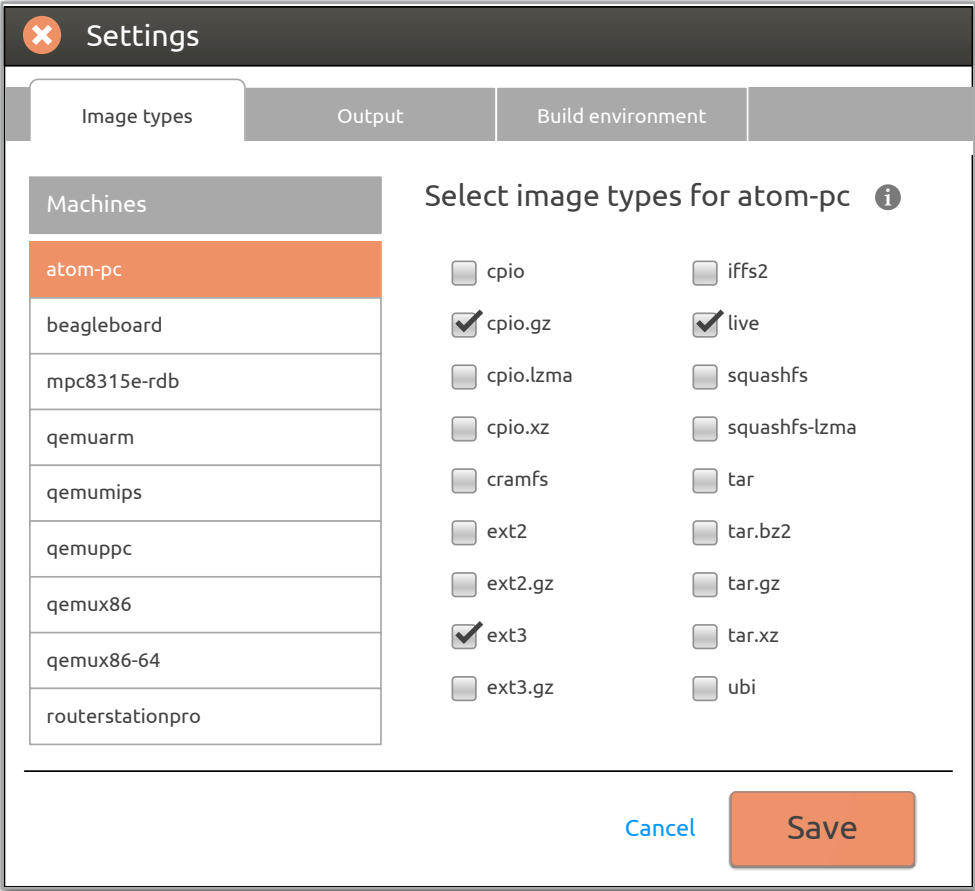 Settings
Image types
Output
Build environment
Machines
atom-pc
beagleboard
mpc8315e-rdb
qemuarm
qemumips
qemuppc
qemux86
qemux86-64
routerstationpro
Select image types for atom-pc i
cpio
cpio.gz
cpio.lzma
cpio.xz
cramfs
ext2
ext2.gz
ext3
ext3.gz
iffs2
live
squashfs
squashfs-lzma
tar
tar.bz2
tar.gz
tar.xz
ubi
Cancel
Save